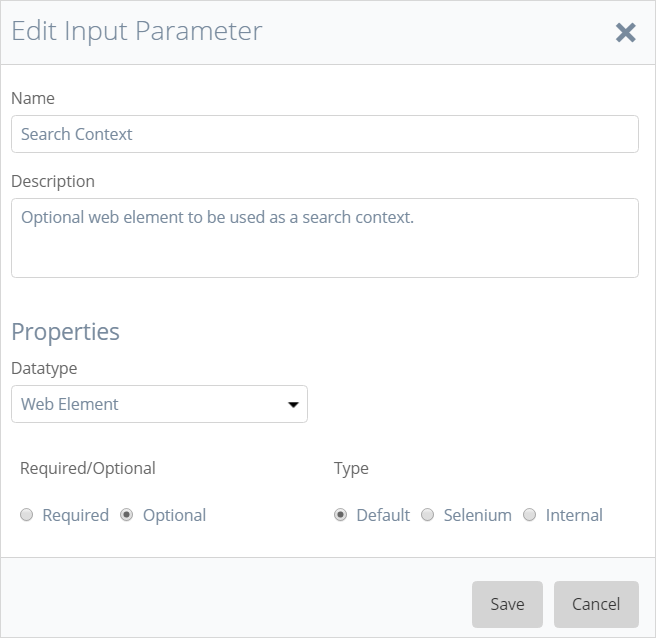 Edit Input Parameter
Name
Search Context
Description
Optional web element to be used as a search context.
Properties
Datatype
Web Element
Required/Optional Type
Required Optional Default Selenium Internal
Save Cancel